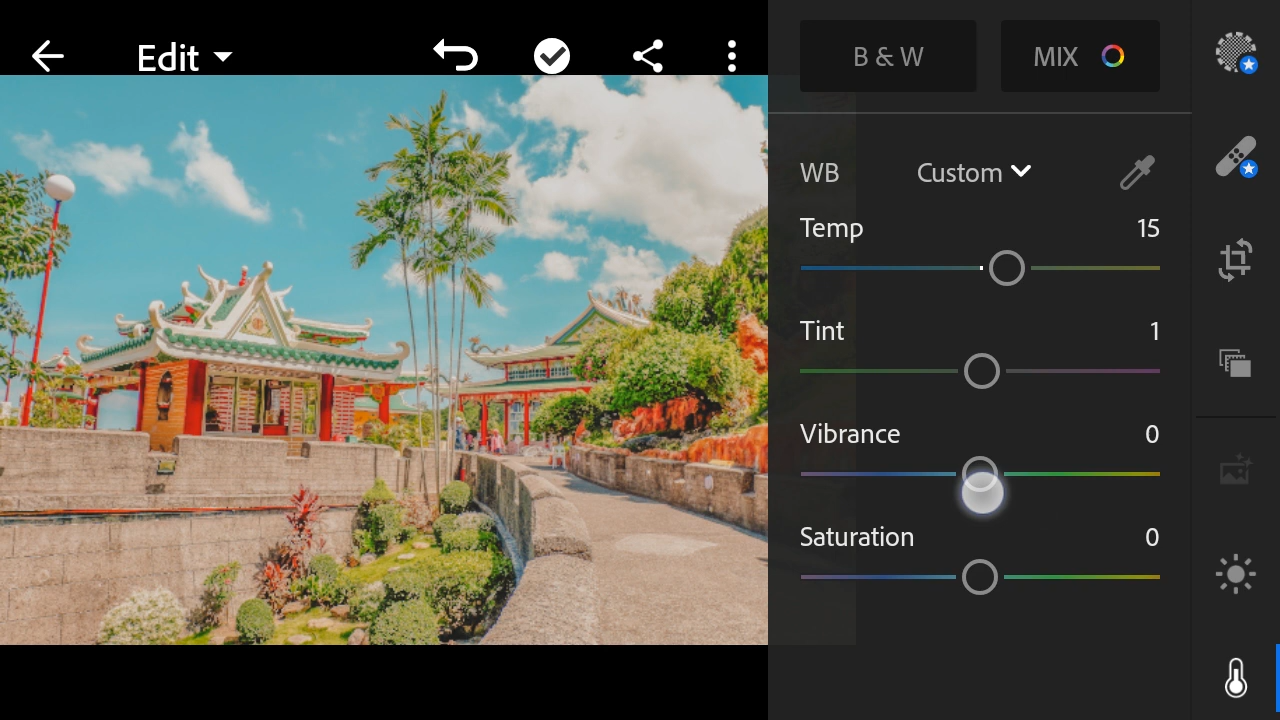 Edit
B & W
MIX
WB
Custom
Temp
15
Tint
1
Vibrance
0
Saturation
0